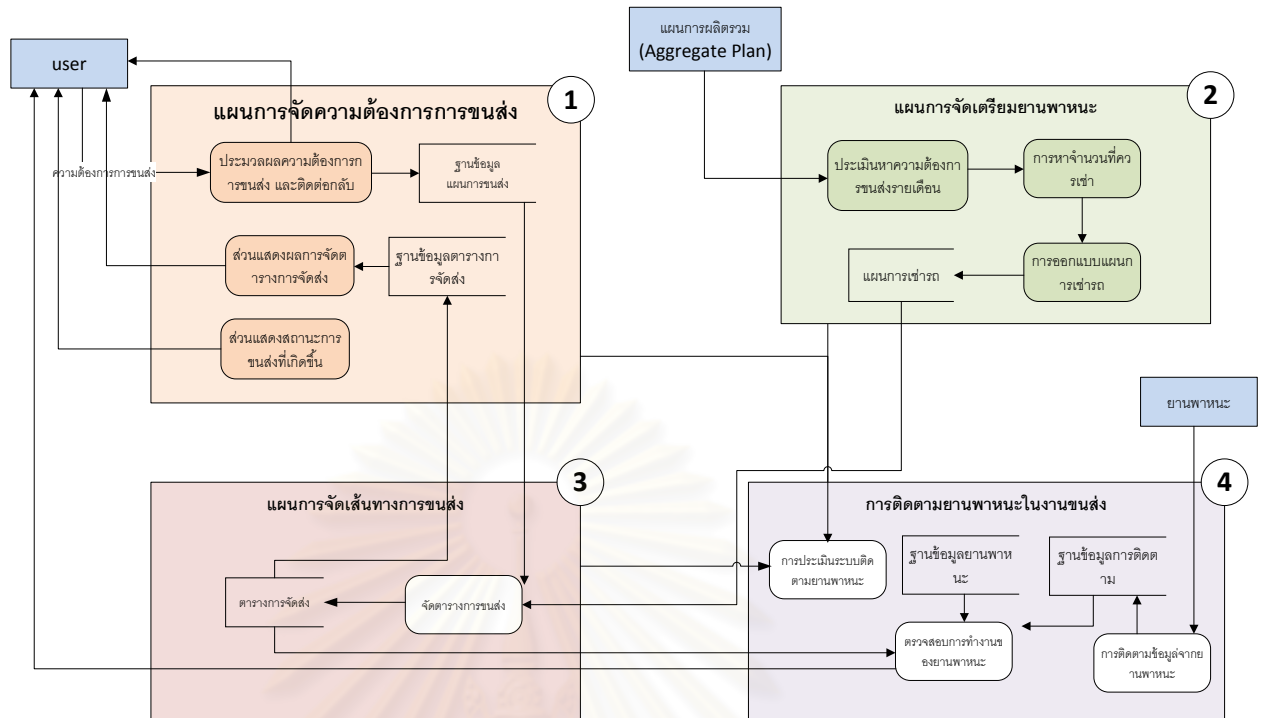 user
แผนการผลิตรวม
(Aggregate Plan)
1
แผนการจัดความต้องการการขนส่ง
ประมวลผลความต้องการก
ารขนส่ง และติดต่อกลับ
ฐานข้อมูล
แผนการขนส่ง
ความต้องการการขนส่ง
ส่วนแสดงผลการจัดต
ารางการจัดส่ง
ฐานข้อมูลตารางกา
รจัดส่ง
ส่วนแสดงสถานะการ
ขนส่งที่เกิดขึ้น
2
แผนการจัดเตรียมยานพาหนะ
ประเมินหาความต้องกา
รขนส่งรายเดือน
การหาจำนวนที่คว
รเช่า
แผนการเช่ารถ
การออกแบบแผนก
ารเช่ารถ
ยานพาหนะ
3
แผนการจัดเส้นทางการขนส่ง
ตารางการจัดส่ง
จัดตารางการขนส่ง
4
การติดตามยานพาหนะในงานขนส่ง
การประเมินระบบติด
ตามยานพาหนะ
ฐานข้อมูลยานพาห
นะ
ฐานข้อมูลการติดต
าม
ตรวจสอบการทำงานข
องยานพาหนะ
การติดตามข้อมูลจากย
านพาหนะ